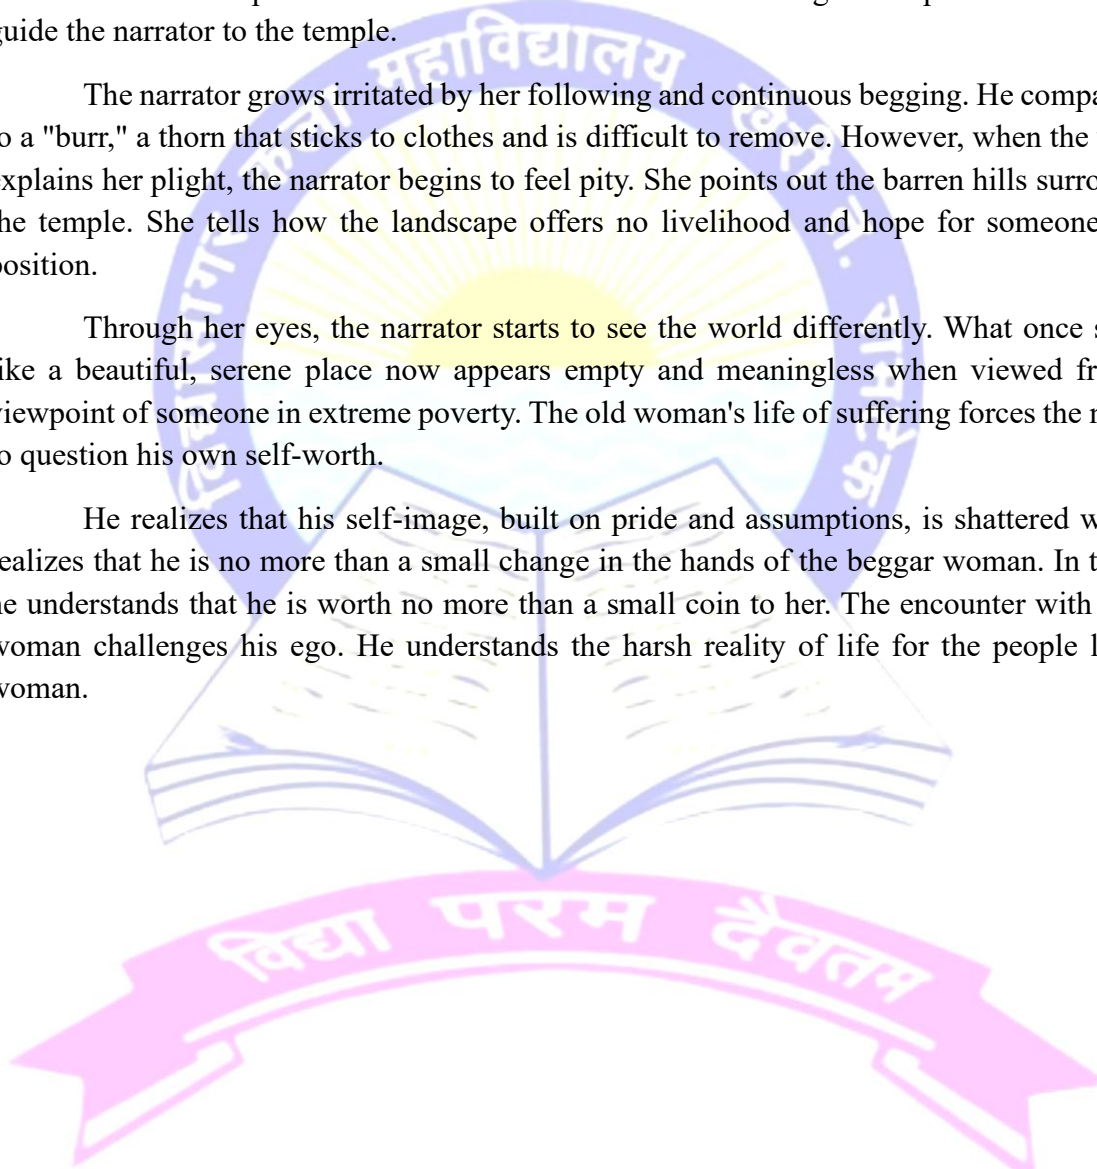 guide the narrator to the temple.
The narrator grows irritated by her following and continuous begging. He compa
o a "burr," a thorn that sticks to clothes and is difficult to remove. However, when the
explains her plight, the narrator begins to feel pity. She points out the barren hills surro
he temple. She tells how the landscape offers no livelihood and hope for someone
position.
Through her eyes, the narrator starts to see the world differently. What once s
ike a beautiful, serene place now appears empty and meaningless when viewed fr
viewpoint of someone in extreme poverty. The old woman's life of suffering forces the n
o question his own self-worth.
He realizes that his self-image, built on pride and assumptions, is shattered w
realizes that he is no more than a small change in the hands of the beggar woman. In t
he understands that he is worth no more than a small coin to her. The encounter with
woman challenges his ego. He understands the harsh reality of life for the people l
woman.
विद्यासागर कला महाविद्यालय खैरी बि. रामटेक
विद्या परम दैवतम